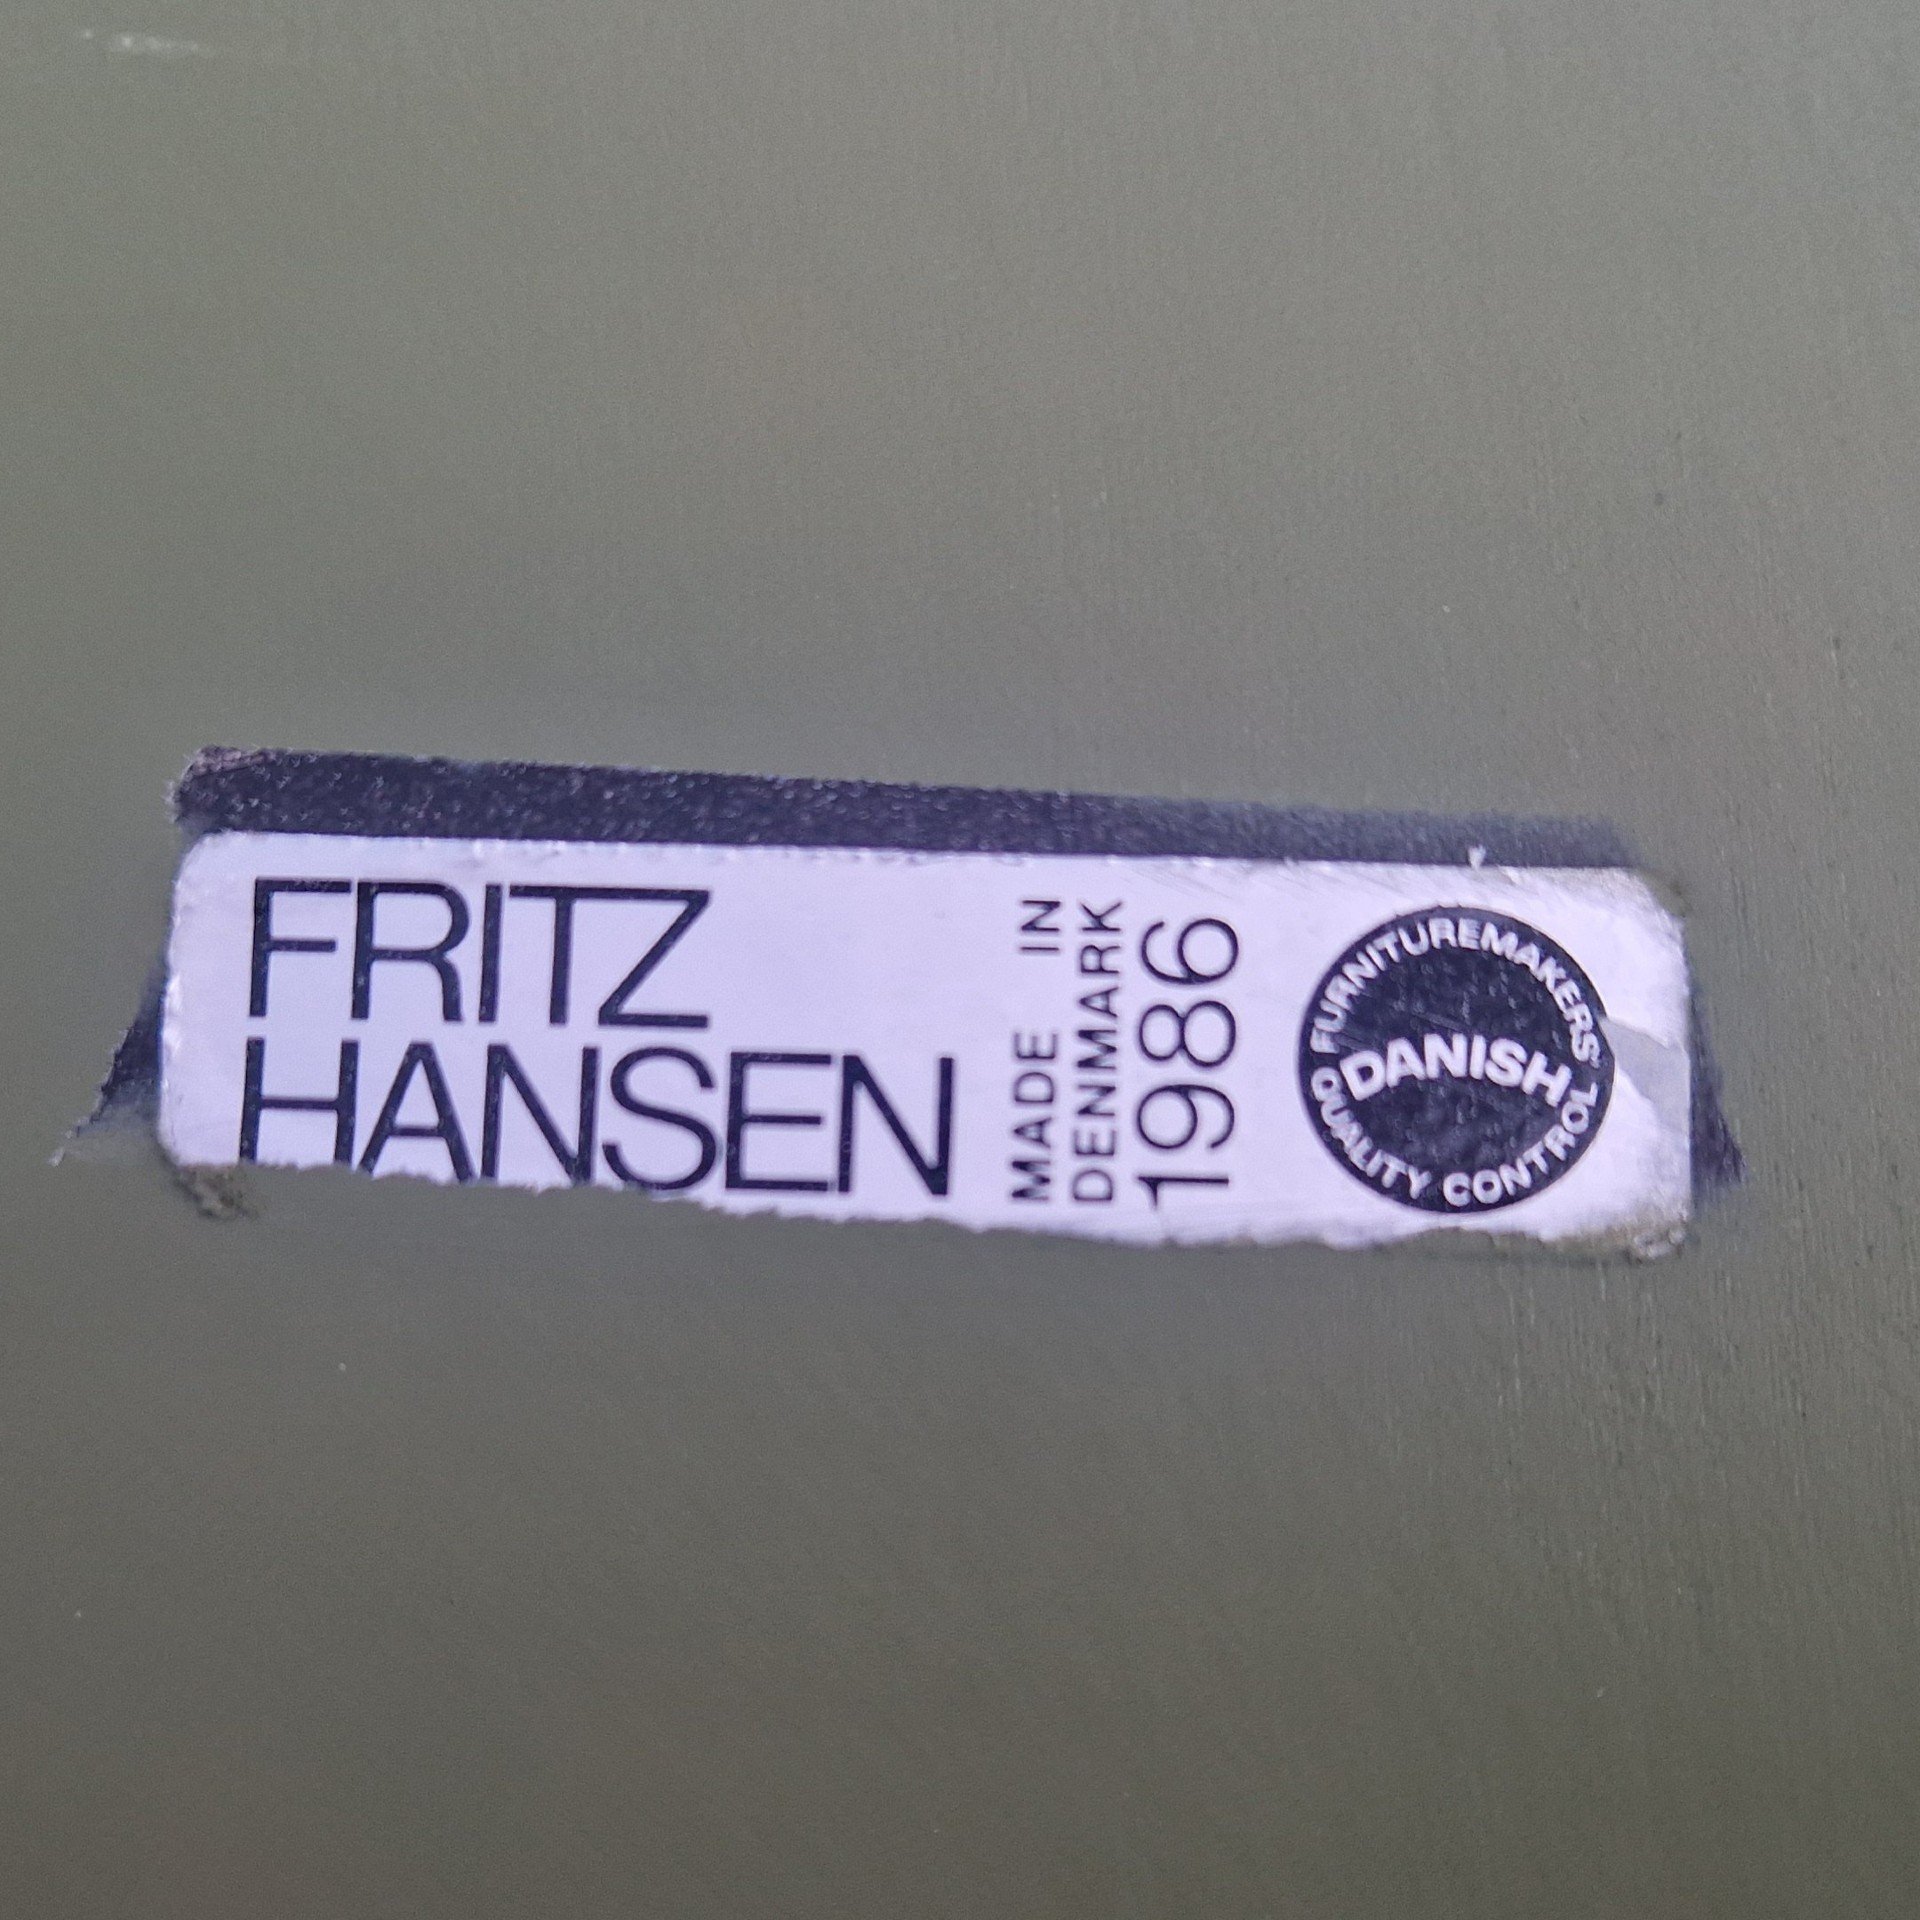 FRITZ
HANSEN
MADE IN
DENMARK
1986
FURNITUREMAKERS'
DANISH
QUALITY CONTROL